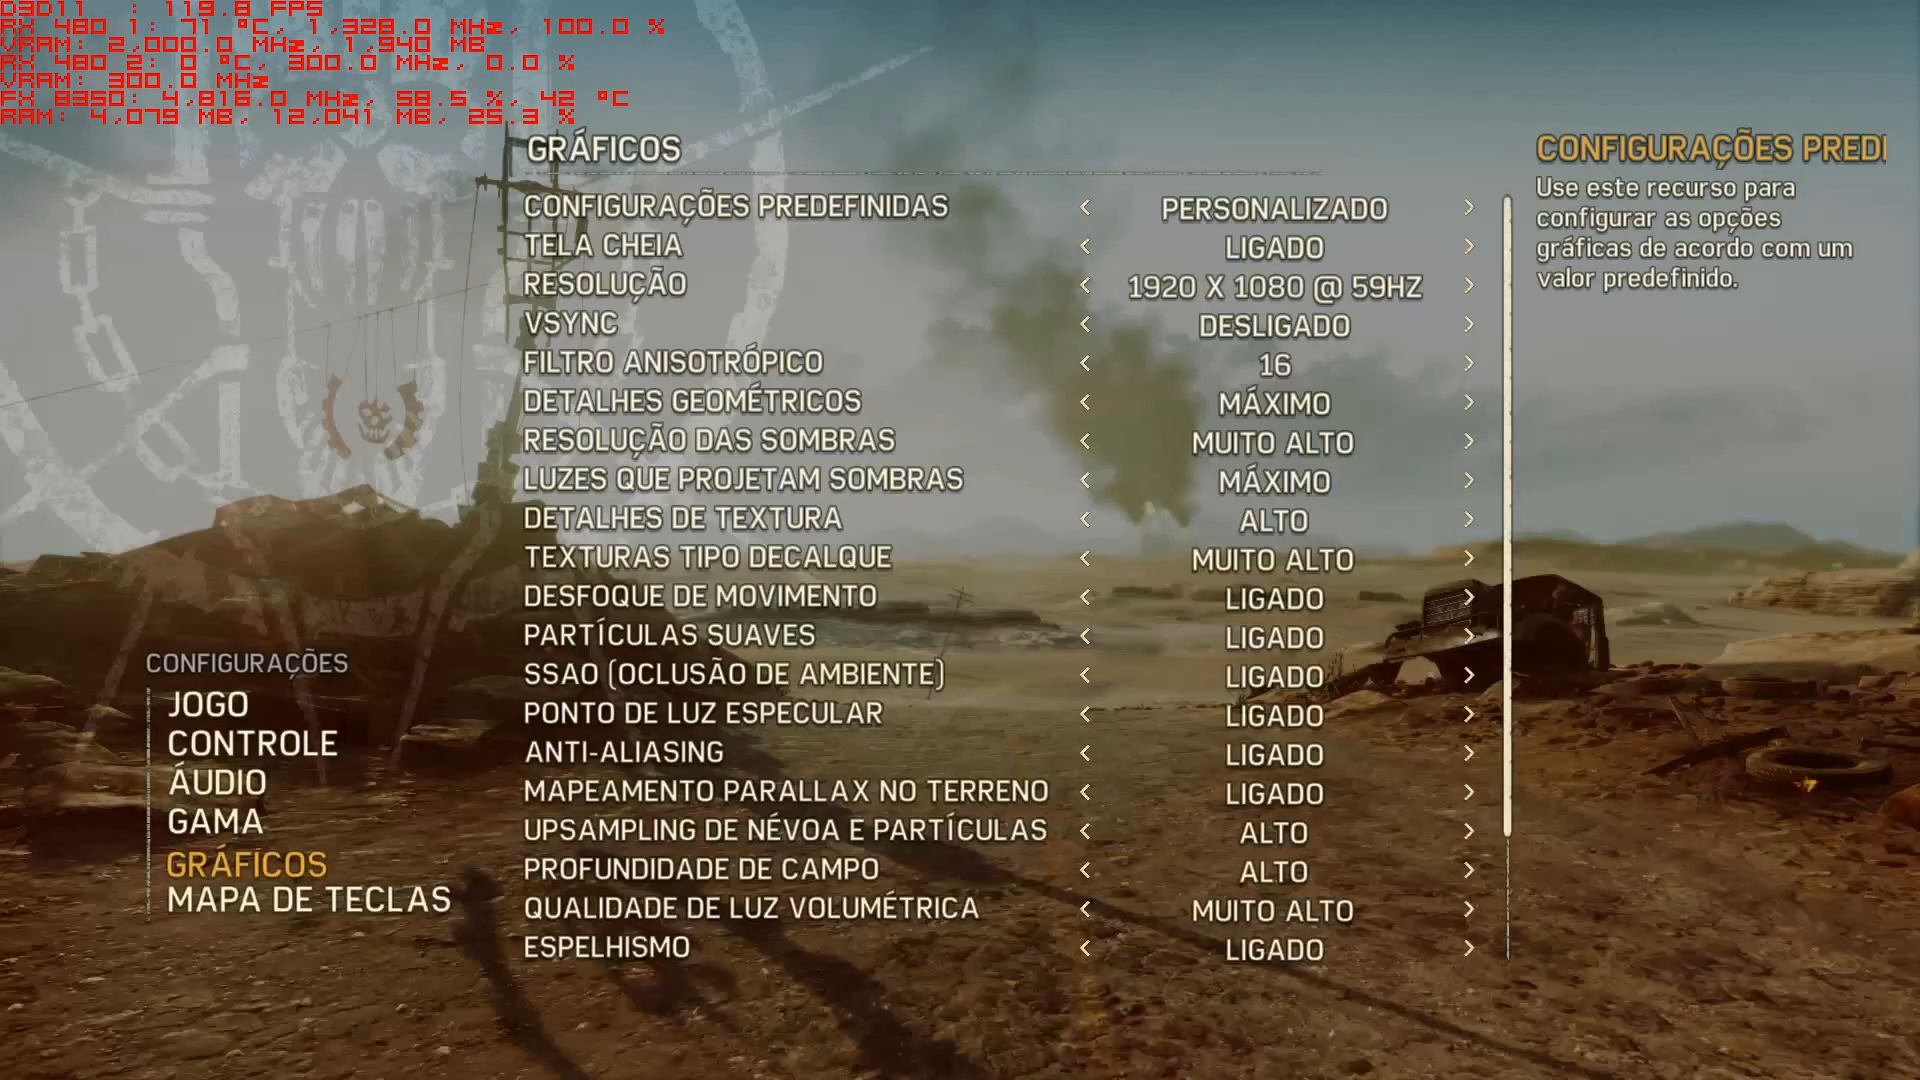 D3D11 : 119.8 FPS
RX 480 1: 71 °C, 1,328.0 MHz, 100.0 %
VRAM: 2,000.0 MHz, 1,940 MB
RX 480 2: 0 °C, 300.0 MHz, 0.0 %
VRAM: 300.0 MHz
FX 8350: 4,816.0 MHz, 58.5 %, 42 °C
RAM: 4,079 MB, 12,041 MB, 25.3 %
GRÁFICOS
CONFIGURAÇÕES PREDEFINIDAS < PERSONALIZADO >
TELA CHEIA < LIGADO >
RESOLUÇÃO < 1920 X 1080 @ 59HZ >
VSYNC < DESLIGADO >
FILTRO ANISOTRÓPICO < 16 >
DETALHES GEOMÉTRICOS < MÁXIMO >
RESOLUÇÃO DAS SOMBRAS < MUITO ALTO >
LUZES QUE PROJETAM SOMBRAS < MÁXIMO >
DETALHES DE TEXTURA < ALTO >
TEXTURAS TIPO DECALQUE < MUITO ALTO >
DESFOQUE DE MOVIMENTO < LIGADO >
PARTÍCULAS SUAVES < LIGADO >
SSAO (OCLUSÃO DE AMBIENTE) < LIGADO >
PONTO DE LUZ ESPECULAR < LIGADO >
ANTI-ALIASING < LIGADO >
MAPEAMENTO PARALLAX NO TERRENO < LIGADO >
UPSAMPLING DE NÉVOA E PARTÍCULAS < ALTO >
PROFUNDIDADE DE CAMPO < ALTO >
QUALIDADE DE LUZ VOLUMÉTRICA < MUITO ALTO >
ESPELHISMO < LIGADO >
CONFIGURAÇÕES PREDI
Use este recurso para
configurar as opções
gráficas de acordo com um
valor predefinido.
CONFIGURAÇÕES
JOGO
CONTROLE
ÁUDIO
GAMA
GRÁFICOS
MAPA DE TECLAS